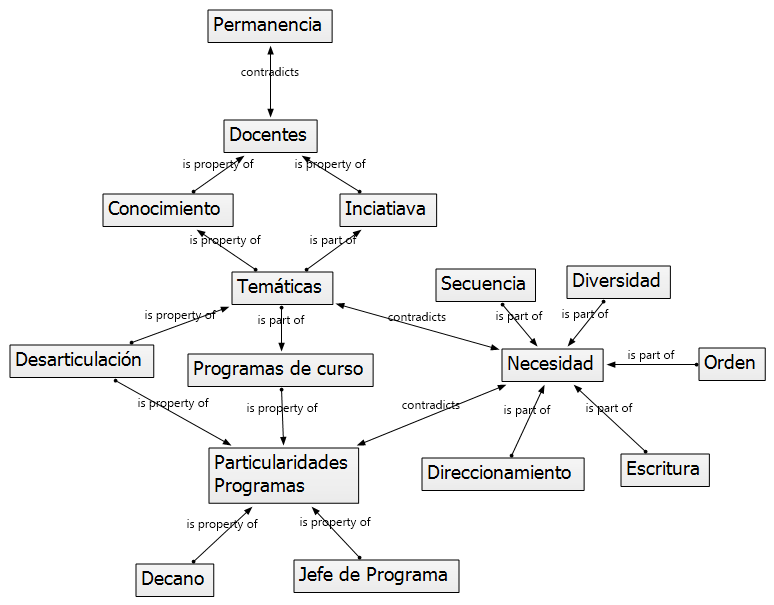 Permanencia
contradicts
Docentes
is property of
is property of
Conocimiento
Inciatiava
is property of
is part of
Temáticas
Secuencia
Diversidad
is property of
is part of
contradicts
is part of
is part of
Desarticulación
Programas de curso
Necesidad
is part of
Orden
is property of
is property of
contradicts
is part of
is part of
Particularidades
Programas
Direccionamiento
Escritura
is property of
is property of
Decano
Jefe de Programa